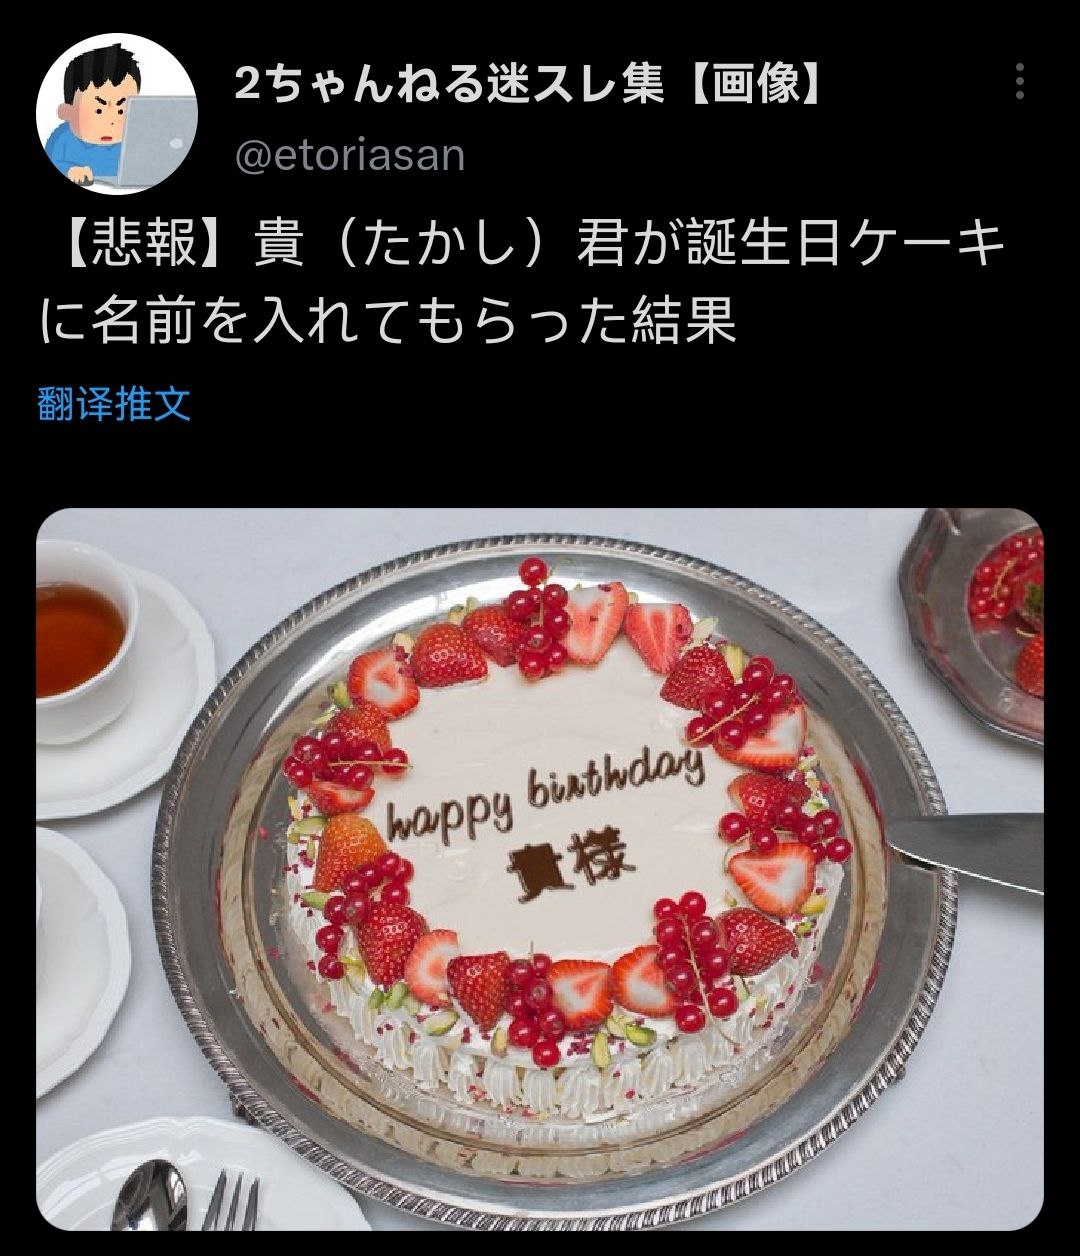 2ちゃんねる迷スレ集【画像】
@etoriasan
【悲報】貴（たかし）君が誕生日ケーキ
に名前を入れてもらった結果
翻译推文
happy birthday
貴様